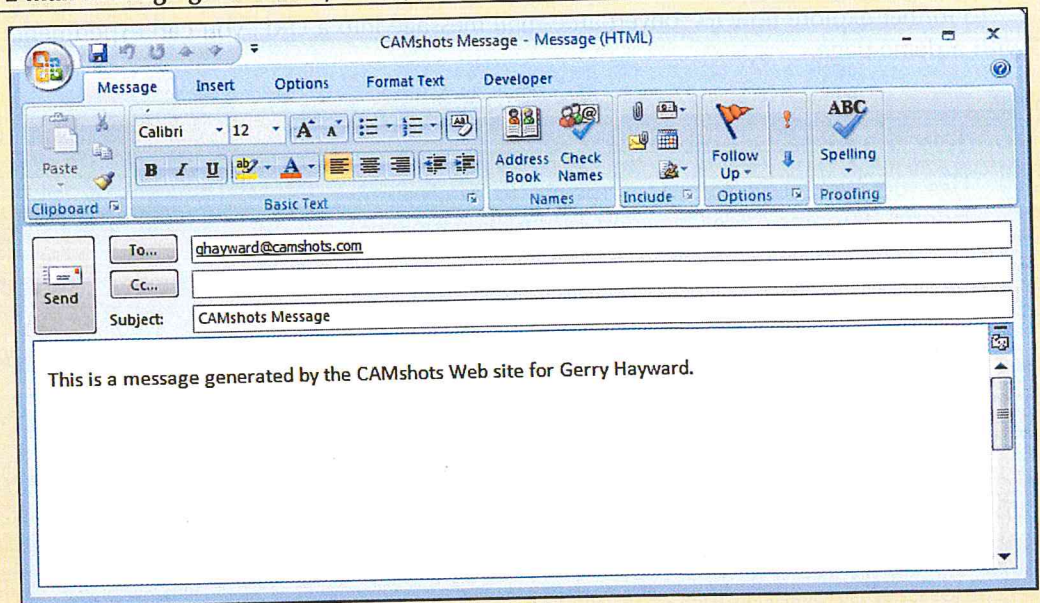 CAMshots Message - Message (HTML)
Message Insert Options Format Text Developer
Calibri 12 A A
Paste
B I U ab A
Address Book
Check Names
Follow Up
ABC
Spelling
Clipboard Basic Text Names Include Options Proofing
To... ghayward@camshots.com
Cc...
Send
Subject: CAMshots Message
This is a message generated by the CAMshots Web site for Gerry Hayward.